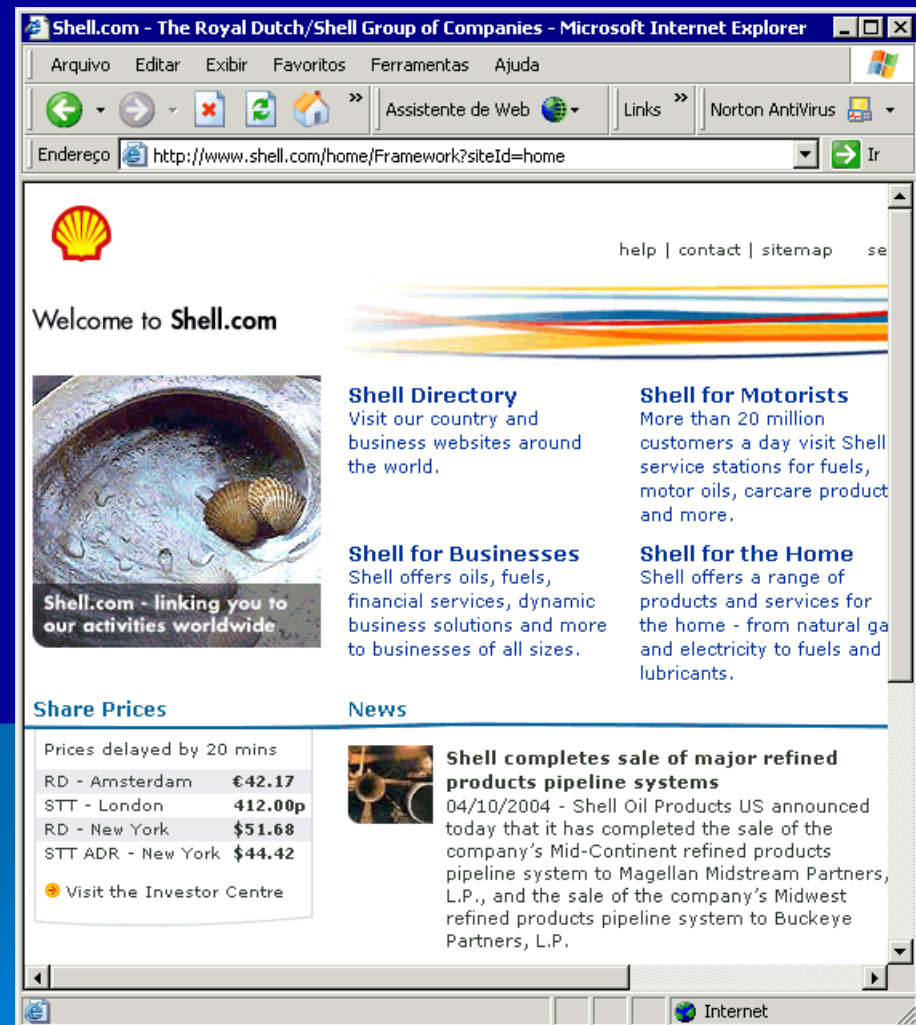 Shell.com - The Royal Dutch/Shell Group of Companies - Microsoft Internet Explorer
Arquivo Editar Exibir Favoritos Ferramentas Ajuda
» Assistente de Web Links » Norton AntiVirus
Endereço http://www.shell.com/home/Framework?siteId=home Ir
help | contact | sitemap se
Welcome to Shell.com
Shell.com - linking you to
our activities worldwide
Shell Directory
Visit our country and
business websites around
the world.
Shell for Motorists
More than 20 million
customers a day visit Shell
service stations for fuels,
motor oils, carcare product
and more.
Shell for Businesses
Shell offers oils, fuels,
financial services, dynamic
business solutions and more
to businesses of all sizes.
Shell for the Home
Shell offers a range of
products and services for
the home - from natural ga
and electricity to fuels and
lubricants.
Share Prices
Prices delayed by 20 mins
RD - Amsterdam €42.17
STT - London 412.00p
RD - New York $51.68
STT ADR - New York $44.42
Visit the Investor Centre
News
Shell completes sale of major refined
products pipeline systems
04/10/2004 - Shell Oil Products US announced
today that it has completed the sale of the
company's Mid-Continent refined products
pipeline system to Magellan Midstream Partners,
L.P., and the sale of the company's Midwest
refined products pipeline system to Buckeye
Partners, L.P.
Internet